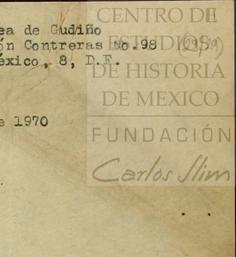 ea de Gudiño
ón Contreras No.98
éxico, 8, D.F.
e 1970
CENTRO DE
ESTUDIOS
DE HISTORIA
DE MEXICO
FUNDACIÓN
Carlos Slim